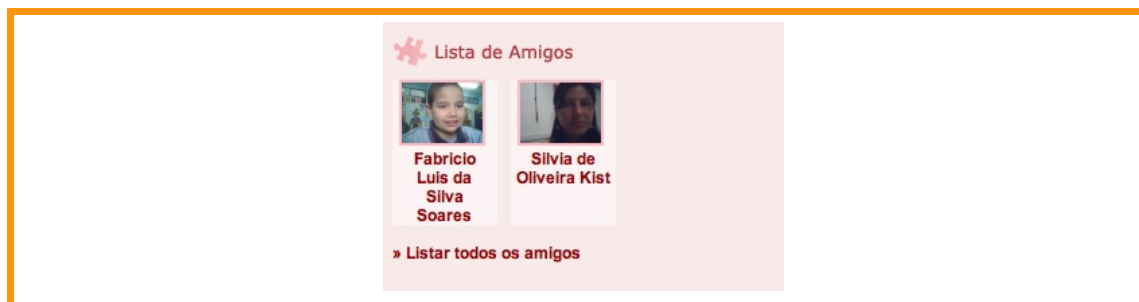 Lista de Amigos
Fabricio
Luis da
Silva
Soares
Silvia de
Oliveira Kist
» Listar todos os amigos